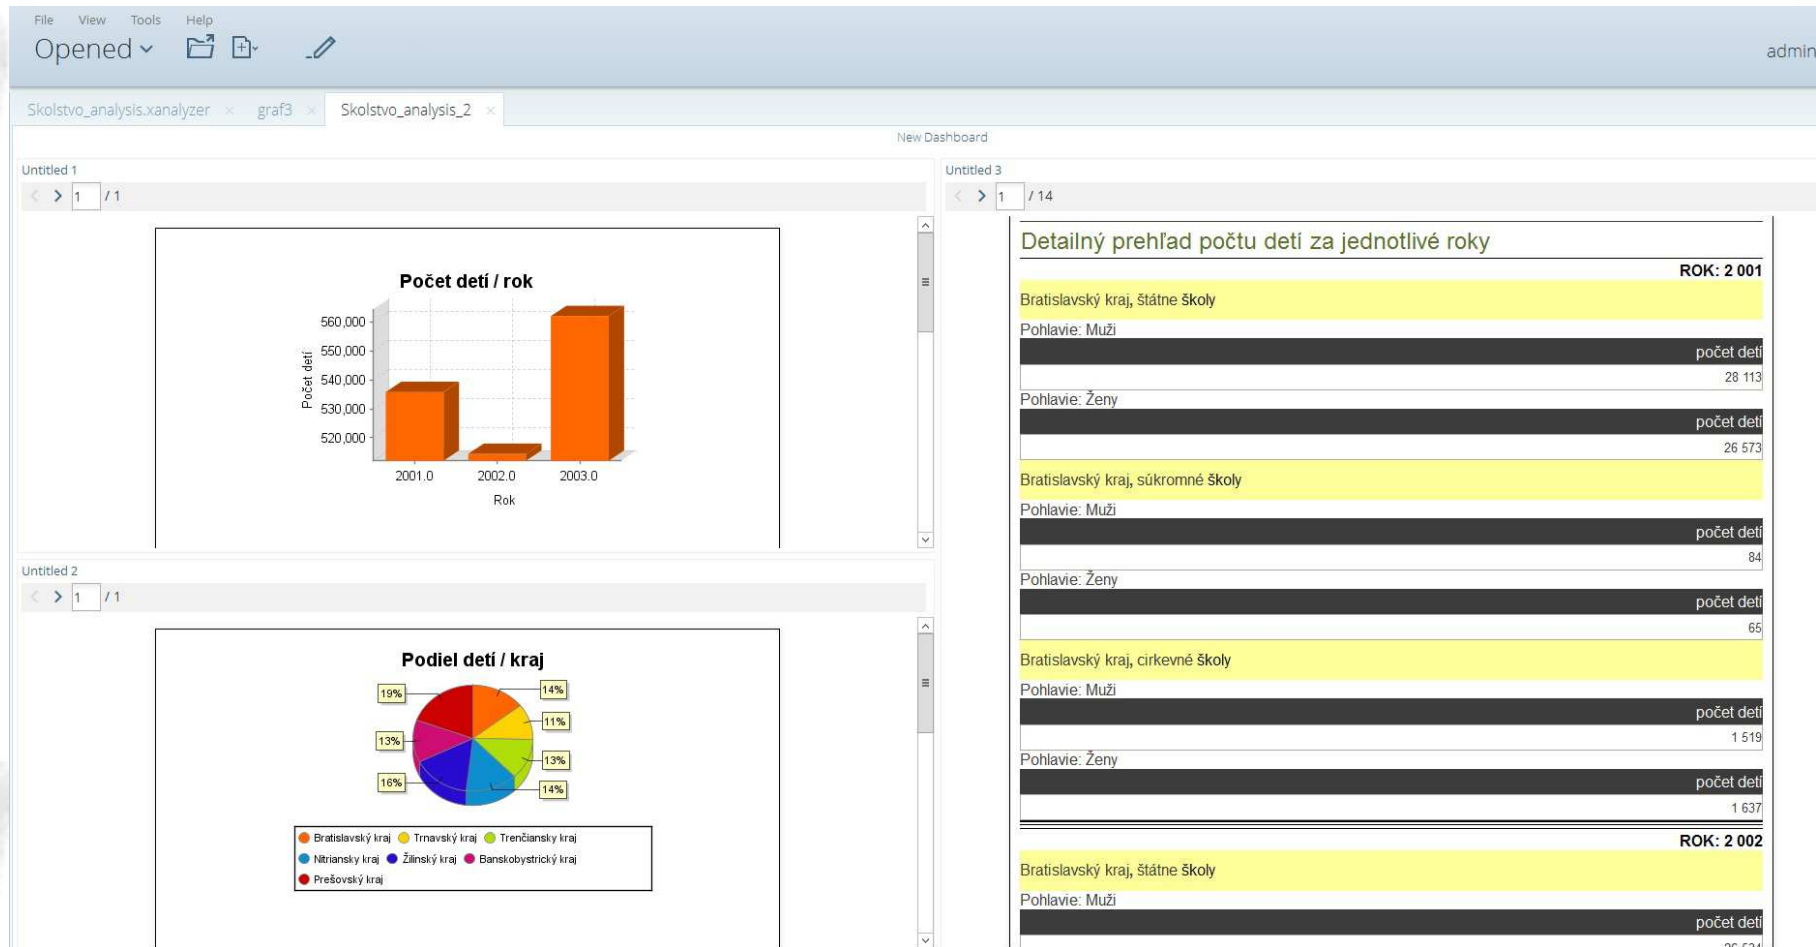 File View Tools Help
Opened
admin
Skolstvo_analysis.xanalyzer × graf3 × Skolstvo_analysis_2 ×
New Dashboard
Untitled 1
1 / 1
Počet detí / rok
560,000
550,000
540,000
530,000
520,000
Počet detí
2001.0 2002.0 2003.0
Rok
Untitled 2
1 / 1
Podiel detí / kraj
19%
14%
11%
13%
13%
16%
14%
Bratislavský kraj Trnavský kraj Trenčiansky kraj
Nitriansky kraj Žilinský kraj Banskobystrický kraj
Prešovský kraj
Untitled 3
1 / 14
Detailný prehľad počtu detí za jednotlivé roky
ROK: 2 001
Bratislavský kraj, štátne školy
Pohlavie: Muži
počet detí
28 113
Pohlavie: Ženy
počet detí
26 573
Bratislavský kraj, súkromné školy
Pohlavie: Muži
počet detí
84
Pohlavie: Ženy
počet detí
65
Bratislavský kraj, cirkevné školy
Pohlavie: Muži
počet detí
1 519
Pohlavie: Ženy
počet detí
1 637
ROK: 2 002
Bratislavský kraj, štátne školy
Pohlavie: Muži
počet detí